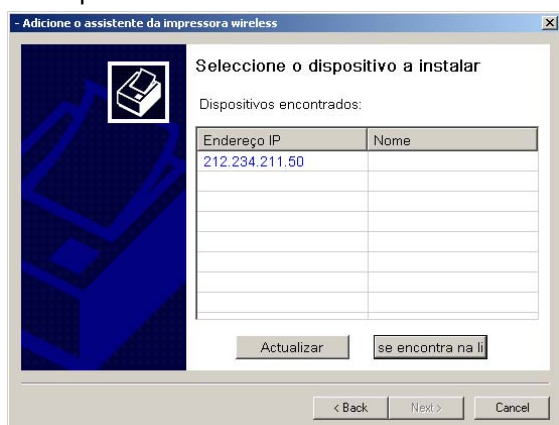 - Adicione o assistente da impressora wireless
Seleccione o dispositivo a instalar
Dispositivos encontrados:
Endereço IP Nome
212.234.211.50
Actualizar se encontra na li
< Back Next > Cancel